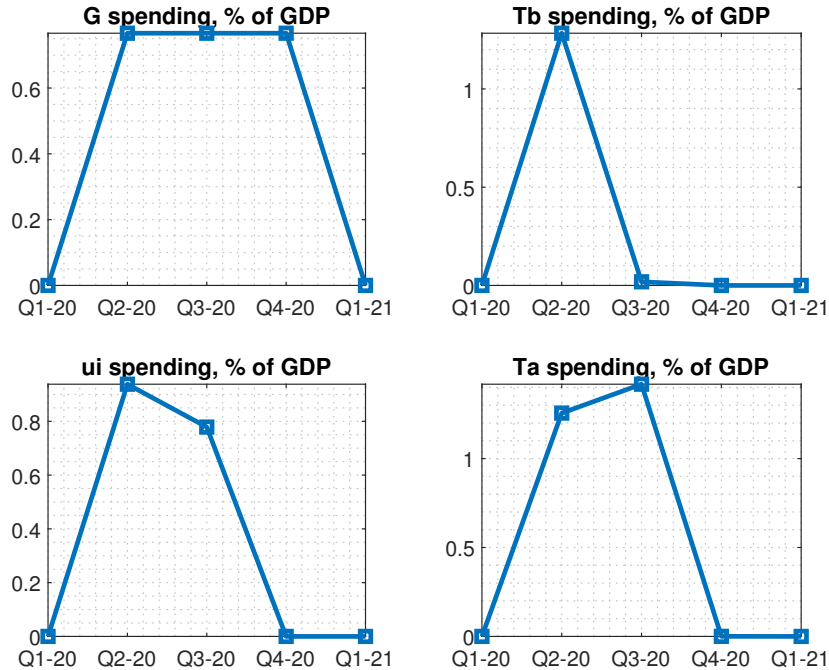 G spending, % of GDP
0.6
0.4
0.2
0
Q1-20 Q2-20 Q3-20 Q4-20 Q1-21
Tb spending, % of GDP
1
0.5
0
Q1-20 Q2-20 Q3-20 Q4-20 Q1-21
ui spending, % of GDP
0.8
0.6
0.4
0.2
0
Q1-20 Q2-20 Q3-20 Q4-20 Q1-21
Ta spending, % of GDP
1
0.5
0
Q1-20 Q2-20 Q3-20 Q4-20 Q1-21